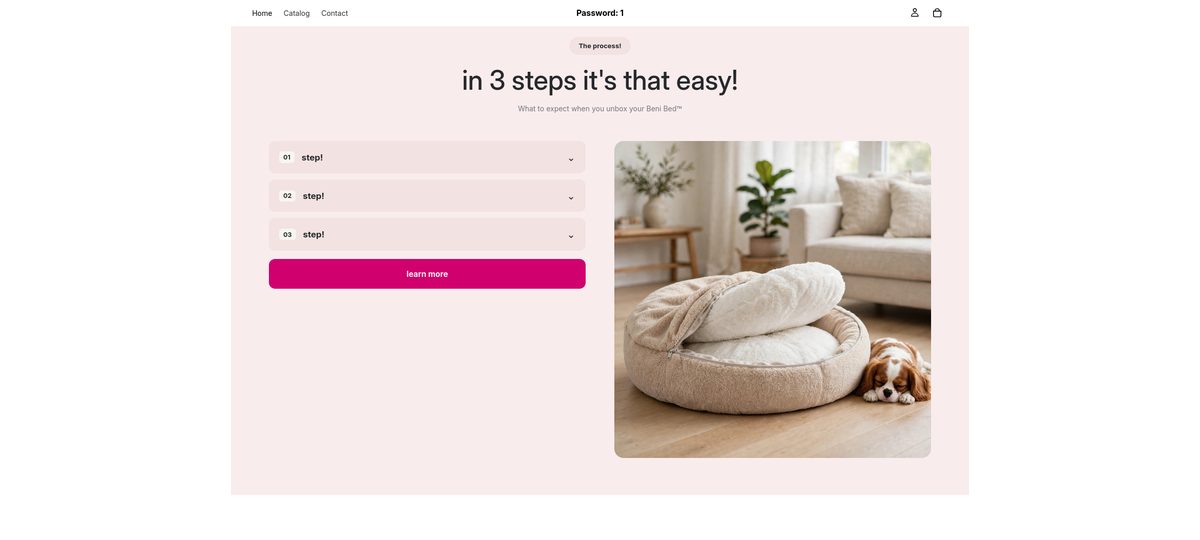 Home Catalog Contact Password: 1
The process!
in 3 steps it's that easy!
What to expect when you unbox your Beni Bed™
01 step!
02 step!
03 step!
learn more